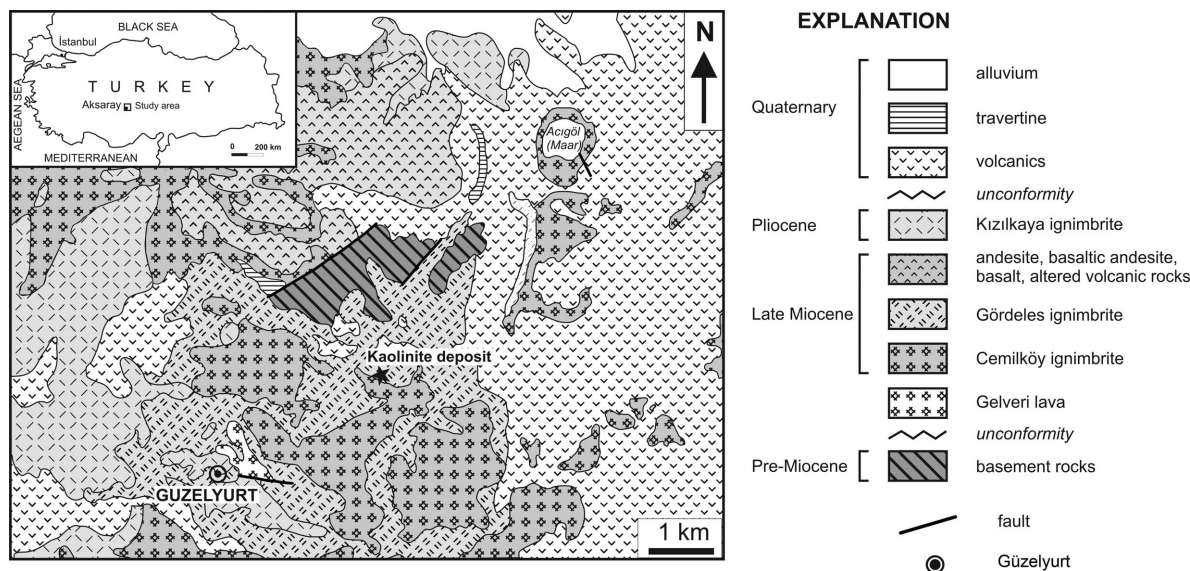 BLACK SEA
İstanbul
AEGEAN SEA
T U R K E Y
Aksaray
Study area
MEDITERRANEAN
0 200 km
N
Acıgöl
(Maar)
Kaolinite deposit
GUZELYURT
1 km
EXPLANATION
Quaternary
alluvium
travertine
volcanics
unconformity
Pliocene
Kızılkaya ignimbrite
Late Miocene
andesite, basaltic andesite,
basalt, altered volcanic rocks
Gördeles ignimbrite
Cemilköy ignimbrite
Gelveri lava
unconformity
Pre-Miocene
basement rocks
fault
Güzelyurt